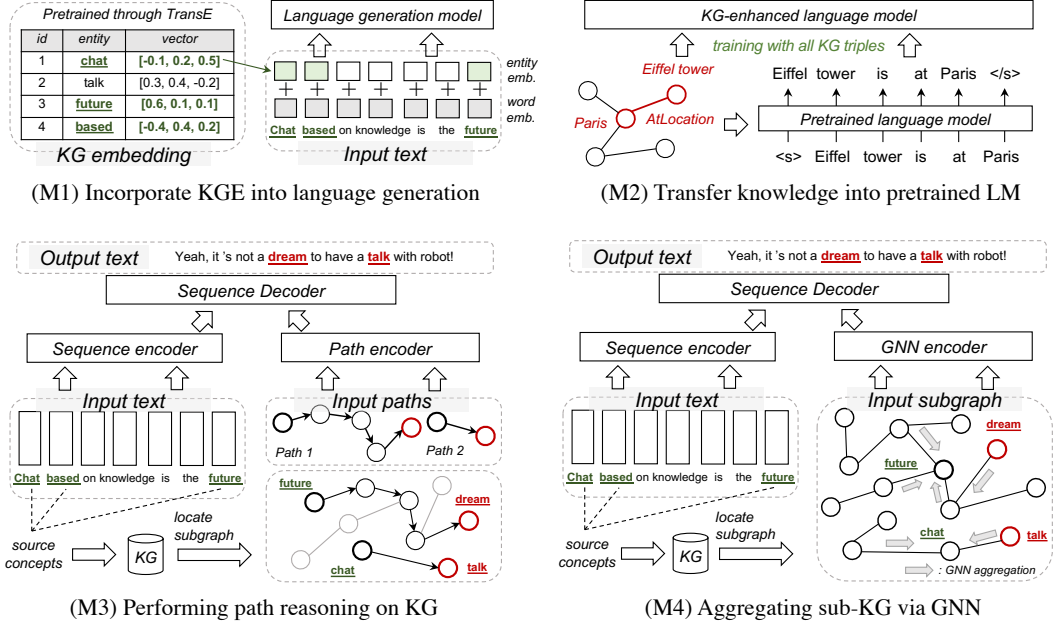 Pretrained through TransE
id entity vector
1 chat [-0.1, 0.2, 0.5]
2 talk [0.3, 0.4, -0.2]
3 future [0.6, 0.1, 0.1]
4 based [-0.4, 0.4, 0.2]
KG embedding
Language generation model
entity
emb.
word
emb.
Chat based on knowledge is the future
Input text
(M1) Incorporate KGE into language generation
KG-enhanced language model
training with all KG triples
Eiffel tower
Paris
AtLocation
Eiffel tower is at Paris </s>
Pretrained language model
<s> Eiffel tower is at Paris
(M2) Transfer knowledge into pretrained LM
Output text Yeah, it 's not a dream to have a talk with robot!
Sequence Decoder
Sequence encoder Path encoder
Input text
Chat based on knowledge is the future
source
concepts
KG
locate
subgraph
Input paths
Path 1 Path 2
future
dream
chat
talk
(M3) Performing path reasoning on KG
Output text Yeah, it 's not a dream to have a talk with robot!
Sequence Decoder
Sequence encoder GNN encoder
Input text
Chat based on knowledge is the future
source
concepts
KG
locate
subgraph
Input subgraph
dream
future
chat
talk
: GNN aggregation
(M4) Aggregating sub-KG via GNN